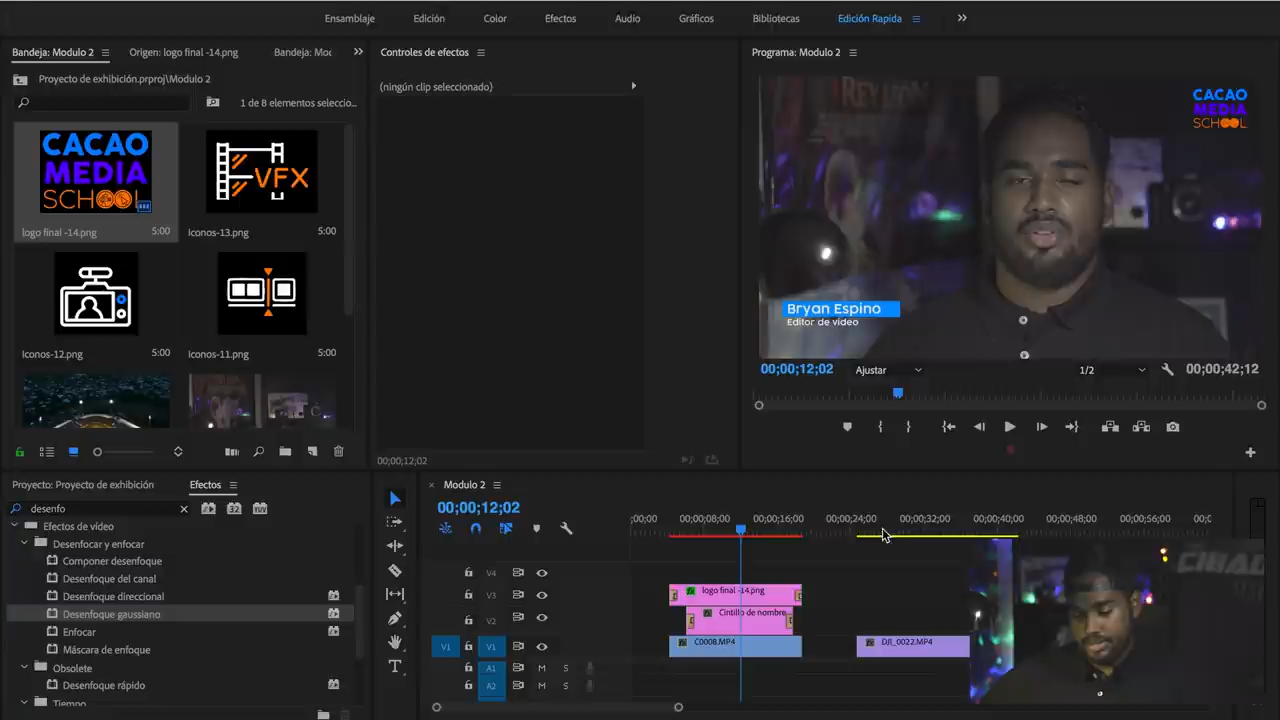 Ensamblaje Edición Color Efectos Audio Gráficos Bibliotecas Edición Rapida
Bandeja: Modulo 2 Origen: logo final -14.png Bandeja: Moc
Proyecto de exhibición.prproj\Modulo 2
1 de 8 elementos seleccio...
CACAO
MEDIA
SCHOOL
logo final -14.png 5:00
VFX
Iconos-13.png 5:00
Iconos-12.png 5:00
Iconos-11.png 5:00
Controles de efectos
(ningún clip seleccionado)
00;00;12;02
Programa: Modulo 2
CACAO
MEDIA
SCHOOL
Bryan Espino
Editor de video
00;00;12;02 Ajustar 1/2 00;00;42;12
Proyecto: Proyecto de exhibición Efectos
desenfo
Efectos de vídeo
Desenfocar y enfocar
Componer desenfoque
Desenfoque del canal
Desenfoque direccional
Desenfoque gaussiano
Enfocar
Máscara de enfoque
Obsolete
Desenfoque rápido
Tiempo
Modulo 2
00;00;12;02
;00;00 00;00;08;00 00;00;16;00 00;00;24;00 00;00;32;00 00;00;40;00 00;00;48;00 00;00;56;00 00;0
V4
V3 logo final -14.png
V2 Cintillo de nombre
V1 V1 C0008.MP4 DJI_0022.MP4
A1 M S
A2 M S